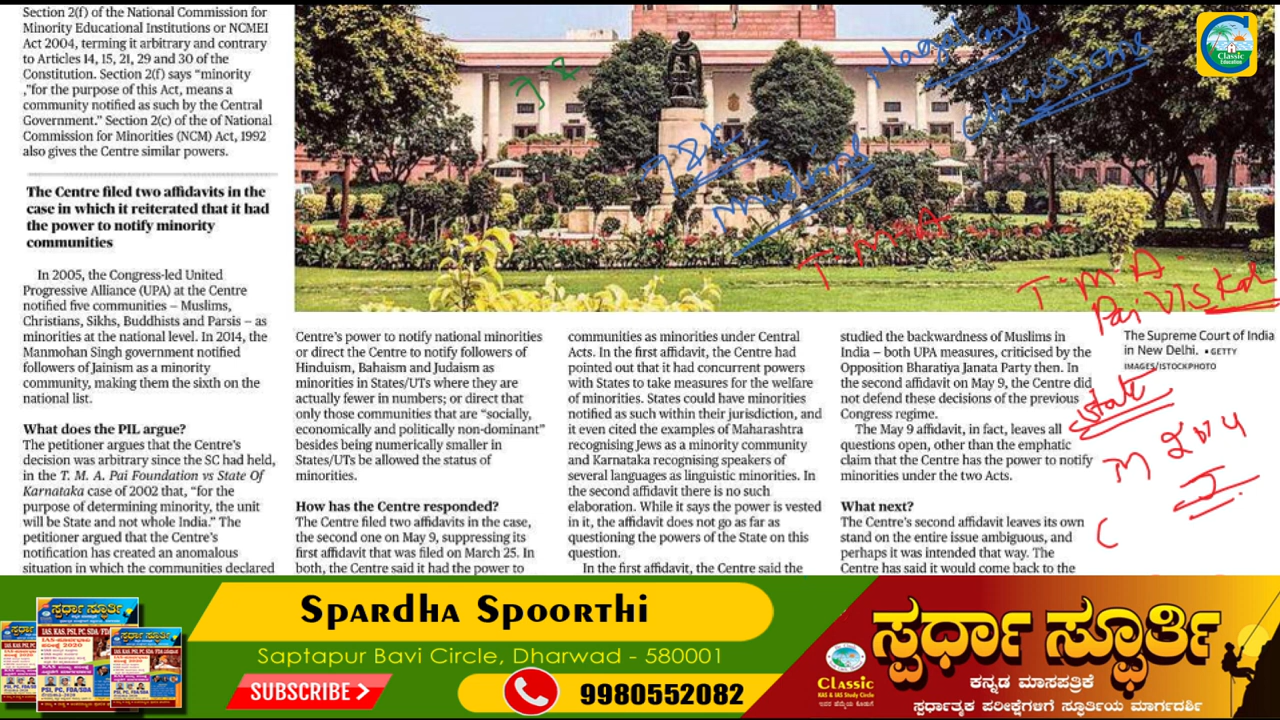 Section 2(f) of the National Commission for
Minority Educational Institutions or NCMEI
Act 2004, terming it arbitrary and contrary
to Articles 14, 15, 21, 29 and 30 of the
Constitution. Section 2(f) says “minority
,”for the purpose of this Act, means a
community notified as such by the Central
Government.” Section 2(c) of the of National
Commission for Minorities (NCM) Act, 1992
also gives the Centre similar powers.
The Centre filed two affidavits in the
case in which it reiterated that it had
the power to notify minority
communities
In 2005, the Congress-led United
Progressive Alliance (UPA) at the Centre
notified five communities – Muslims,
Christians, Sikhs, Buddhists and Parsis – as
minorities at the national level. In 2014, the
Manmohan Singh government notified
followers of Jainism as a minority
community, making them the sixth on the
national list.
What does the PIL argue?
The petitioner argues that the Centre’s
decision was arbitrary since the SC had held,
in the T. M. A. Pai Foundation vs State Of
Karnataka case of 2002 that, “for the
purpose of determining minority, the unit
will be State and not whole India.” The
petitioner argued that the Centre’s
notification has created an anomalous
situation in which the communities declared
Centre’s power to notify national minorities
or direct the Centre to notify followers of
Hinduism, Bahaism and Judaism as
minorities in States/UTs where they are
actually fewer in numbers; or direct that
only those communities that are “socially,
economically and politically non-dominant”
besides being numerically smaller in
States/UTs be allowed the status of
minorities.
How has the Centre responded?
The Centre filed two affidavits in the case,
the second one on May 9, suppressing its
first affidavit that was filed on March 25. In
both, the Centre said it had the power to
communities as minorities under Central
Acts. In the first affidavit, the Centre had
pointed out that it had concurrent powers
with States to take measures for the welfare
of minorities. States could have minorities
notified as such within their jurisdiction, and
it even cited the examples of Maharashtra
recognising Jews as a minority community
and Karnataka recognising speakers of
several languages as linguistic minorities. In
the second affidavit there is no such
elaboration. While it says the power is vested
in it, the affidavit does not go as far as
questioning the powers of the State on this
question.
In the first affidavit, the Centre said the
studied the backwardness of Muslims in
India – both UPA measures, criticised by the
Opposition Bharatiya Janata Party then. In
the second affidavit on May 9, the Centre did
not defend these decisions of the previous
Congress regime.
The May 9 affidavit, in fact, leaves all
questions open, other than the emphatic
claim that the Centre has the power to notify
minorities under the two Acts.
What next?
The Centre’s second affidavit leaves its own
stand on the entire issue ambiguous, and
perhaps it was intended that way. The
Centre has said it would come back to the
The Supreme Court of India
in New Delhi. • GETTY
IMAGES/ISTOCKPHOTO
J &
J & K
Muslims
T.MA
T.M.A.
Pai
state
Classic
Education
Spardha Spoorthi
Saptapur Bavi Circle, Dharwad - 580001
SUBSCRIBE
9980552082
ಸ್ಪರ್ಧಾ ಸ್ಫೂರ್ತಿ
ಕನ್ನಡ ಮಾಸಪತ್ರಿಕೆ
ಸ್ಪರ್ಧಾತ್ಮಕ ಪರೀಕ್ಷೆಗಳಿಗೆ ಸ್ಫೂರ್ತಿಯ ಮಾರ್ಗದರ್ಶಿ
Classic
KAS & IAS Study Circle